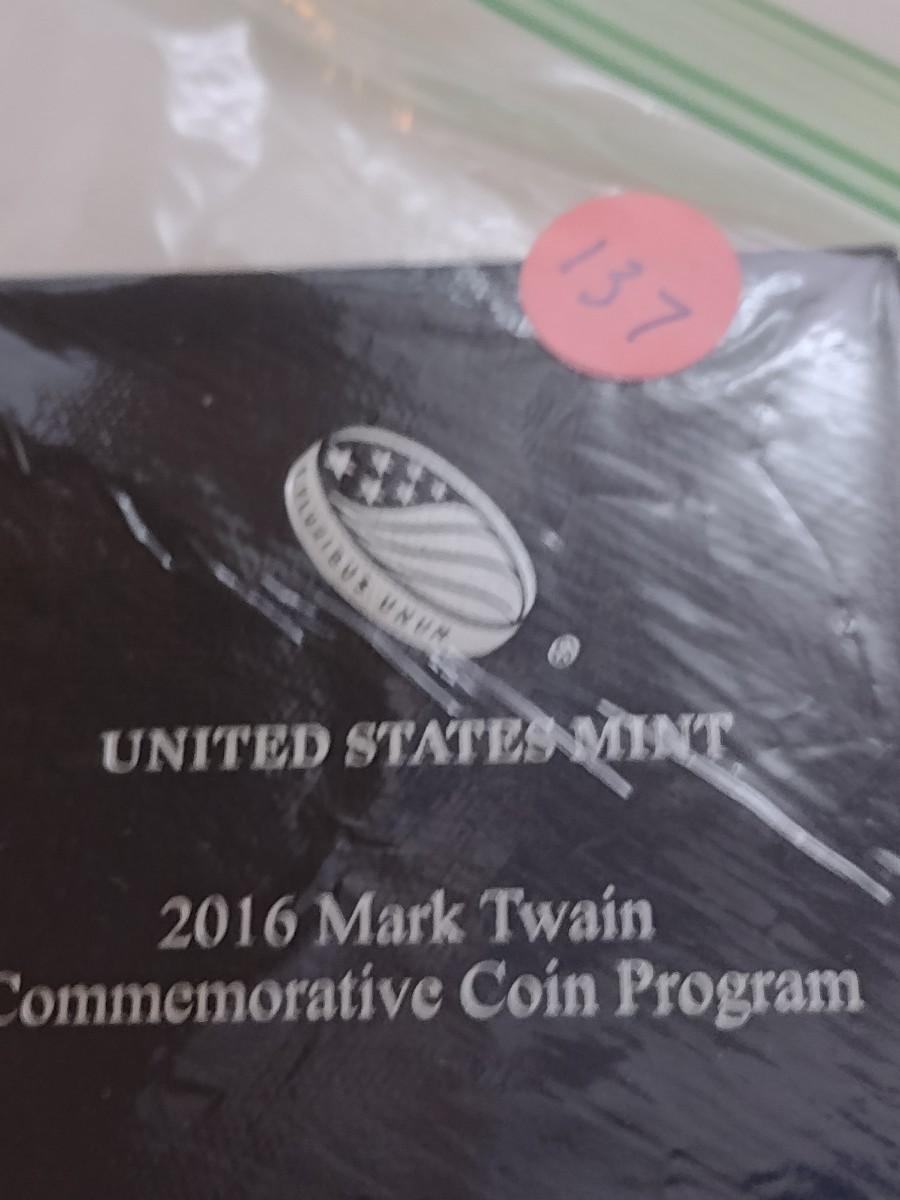 137
E PLURIBUS UNUM
®
UNITED STATES MINT
2016 Mark Twain
Commemorative Coin Program